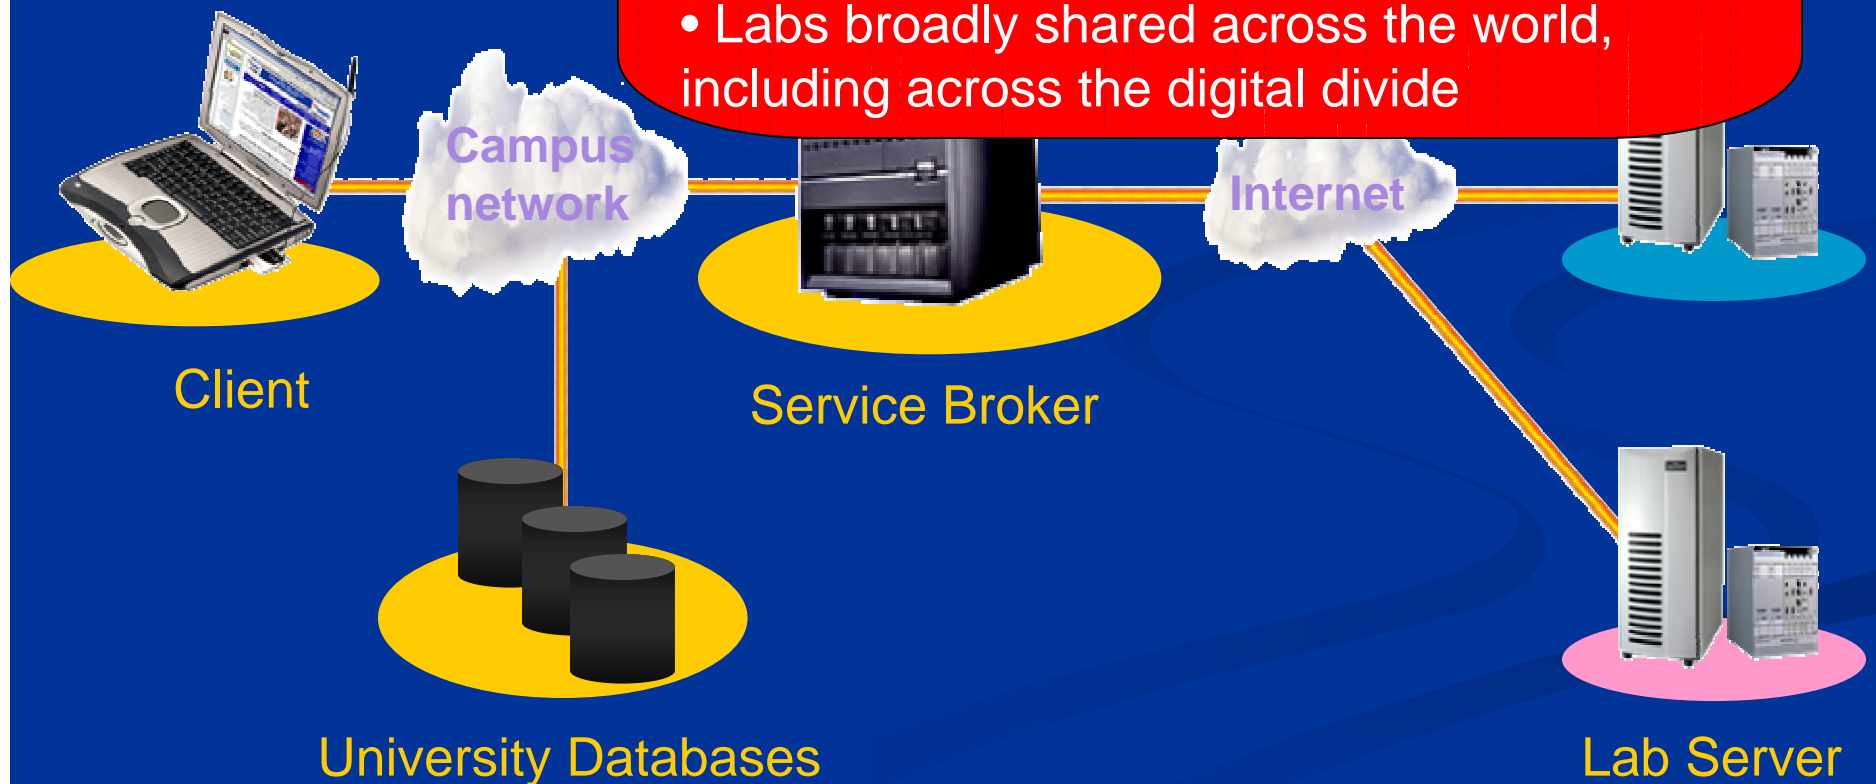 • Labs broadly shared across the world,
including across the digital divide
Campus
network
Internet
Client
Service Broker
University Databases
Lab Server